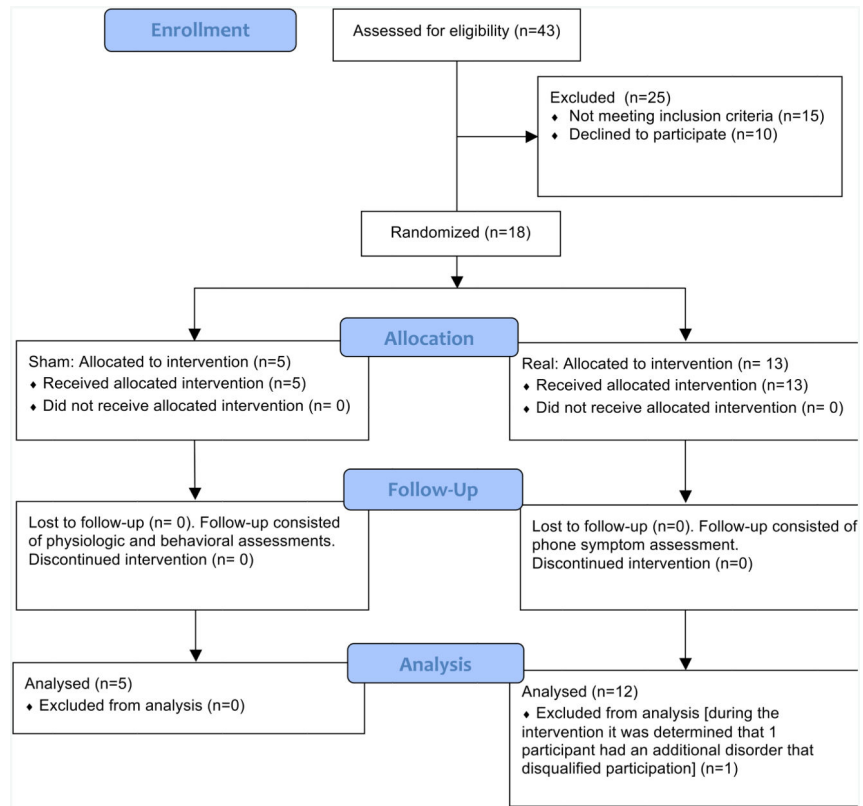 Enrollment
Assessed for eligibility (n=43)
Excluded  (n=25)
♦ Not meeting inclusion criteria (n=15)
♦ Declined to participate (n=10)
Randomized (n=18)
Allocation
Sham: Allocated to intervention (n=5)
♦ Received allocated intervention (n=5)
♦ Did not receive allocated intervention (n= 0)
Real: Allocated to intervention (n= 13)
♦ Received allocated intervention (n=13)
♦ Did not receive allocated intervention (n= 0)
Follow-Up
Lost to follow-up (n= 0). Follow-up consisted
of physiologic and behavioral assessments.
Discontinued intervention (n= 0)
Lost to follow-up (n=0). Follow-up consisted of
phone symptom assessment.
Discontinued intervention (n=0)
Analysis
Analysed (n=5)
♦ Excluded from analysis (n=0)
Analysed (n=12)
♦ Excluded from analysis [during the
intervention it was determined that 1
participant had an additional disorder that
disqualified participation] (n=1)